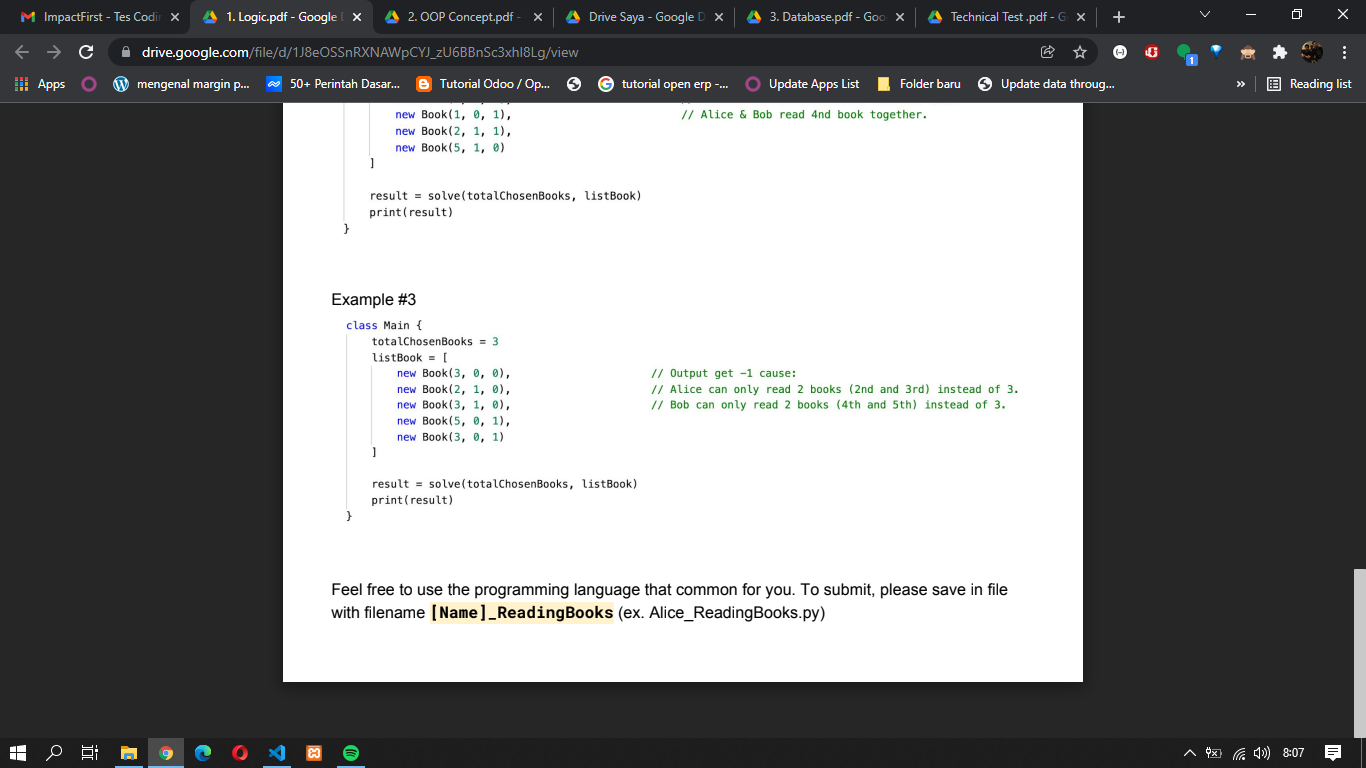 ImpactFirst - Tes Codin
1. Logic.pdf - Google D
2. OOP Concept.pdf -
Drive Saya - Google D
3. Database.pdf - Goo
Technical Test .pdf - G
drive.google.com/file/d/1J8eOSSnRXNAWpCYJ_zU6BBnSc3xhl8Lg/view
Apps
mengenal margin p...
50+ Perintah Dasar...
Tutorial Odoo / Op...
tutorial open erp -...
Update Apps List
Folder baru
Update data throug...
»
Reading list
new Book(1, 0, 1), // Alice & Bob read 4nd book together.
new Book(2, 1, 1),
new Book(5, 1, 0)
]
result = solve(totalChosenBooks, listBook)
print(result)
}
Example #3
class Main {
totalChosenBooks = 3
listBook = [
new Book(3, 0, 0), // Output get -1 cause:
new Book(2, 1, 0), // Alice can only read 2 books (2nd and 3rd) instead of 3.
new Book(3, 1, 0), // Bob can only read 2 books (4th and 5th) instead of 3.
new Book(5, 0, 1),
new Book(3, 0, 1)
]
result = solve(totalChosenBooks, listBook)
print(result)
}
Feel free to use the programming language that common for you. To submit, please save in file
with filename [Name]_ReadingBooks (ex. Alice_ReadingBooks.py)
8:07